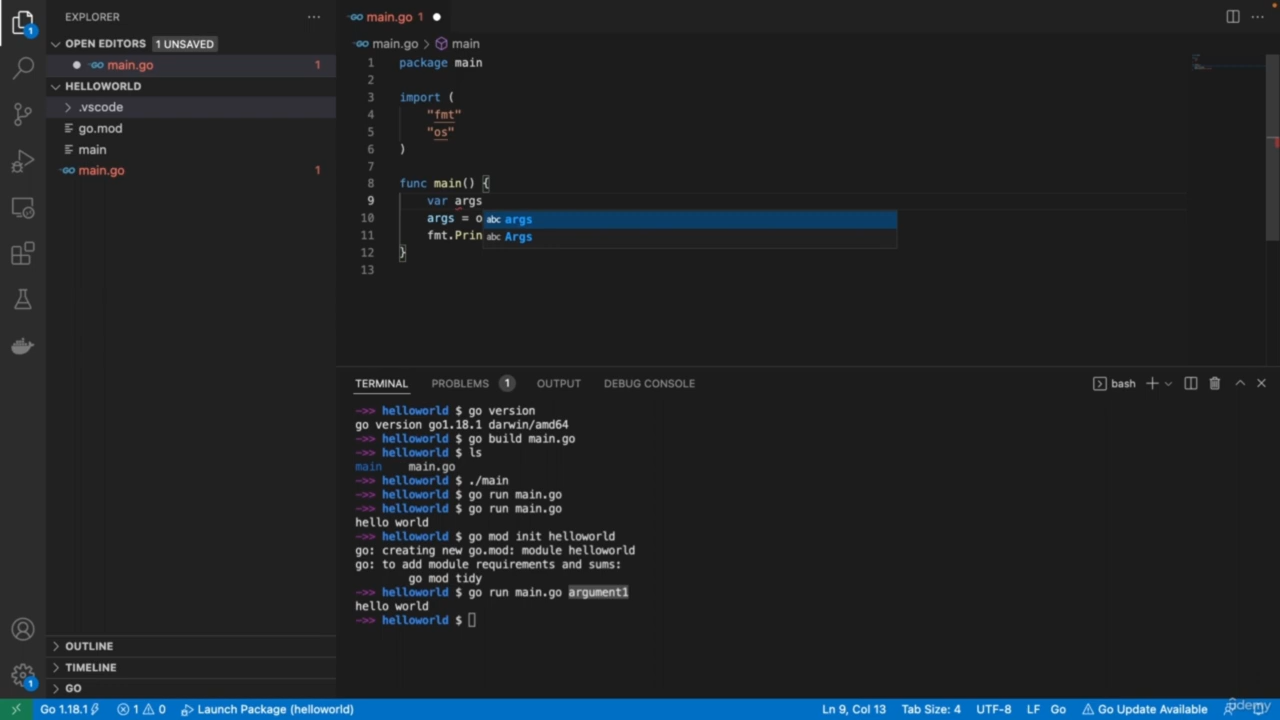 EXPLORER
OPEN EDITORS 1 UNSAVED
main.go 1
HELLOWORLD
.vscode
go.mod
main
main.go 1
OUTLINE
TIMELINE
GO
main.go 1
main.go > main
1 package main
2
3 import (
4 "fmt"
5 "os"
6 )
7
8 func main() {
9 var args
10 args = o
11 fmt.Prin
12 }
13
abc args
abc Args
TERMINAL PROBLEMS 1 OUTPUT DEBUG CONSOLE bash
->> helloworld $ go version
go version go1.18.1 darwin/amd64
->> helloworld $ go build main.go
->> helloworld $ ls
main main.go
->> helloworld $ ./main
->> helloworld $ go run main.go
->> helloworld $ go run main.go
hello world
->> helloworld $ go mod init helloworld
go: creating new go.mod: module helloworld
go: to add module requirements and sums:
go mod tidy
->> helloworld $ go run main.go argument1
hello world
->> helloworld $
1
1
Go 1.18.1 1 0 Launch Package (helloworld) Ln 9, Col 13 Tab Size: 4 UTF-8 LF Go Go Update Available
udemy